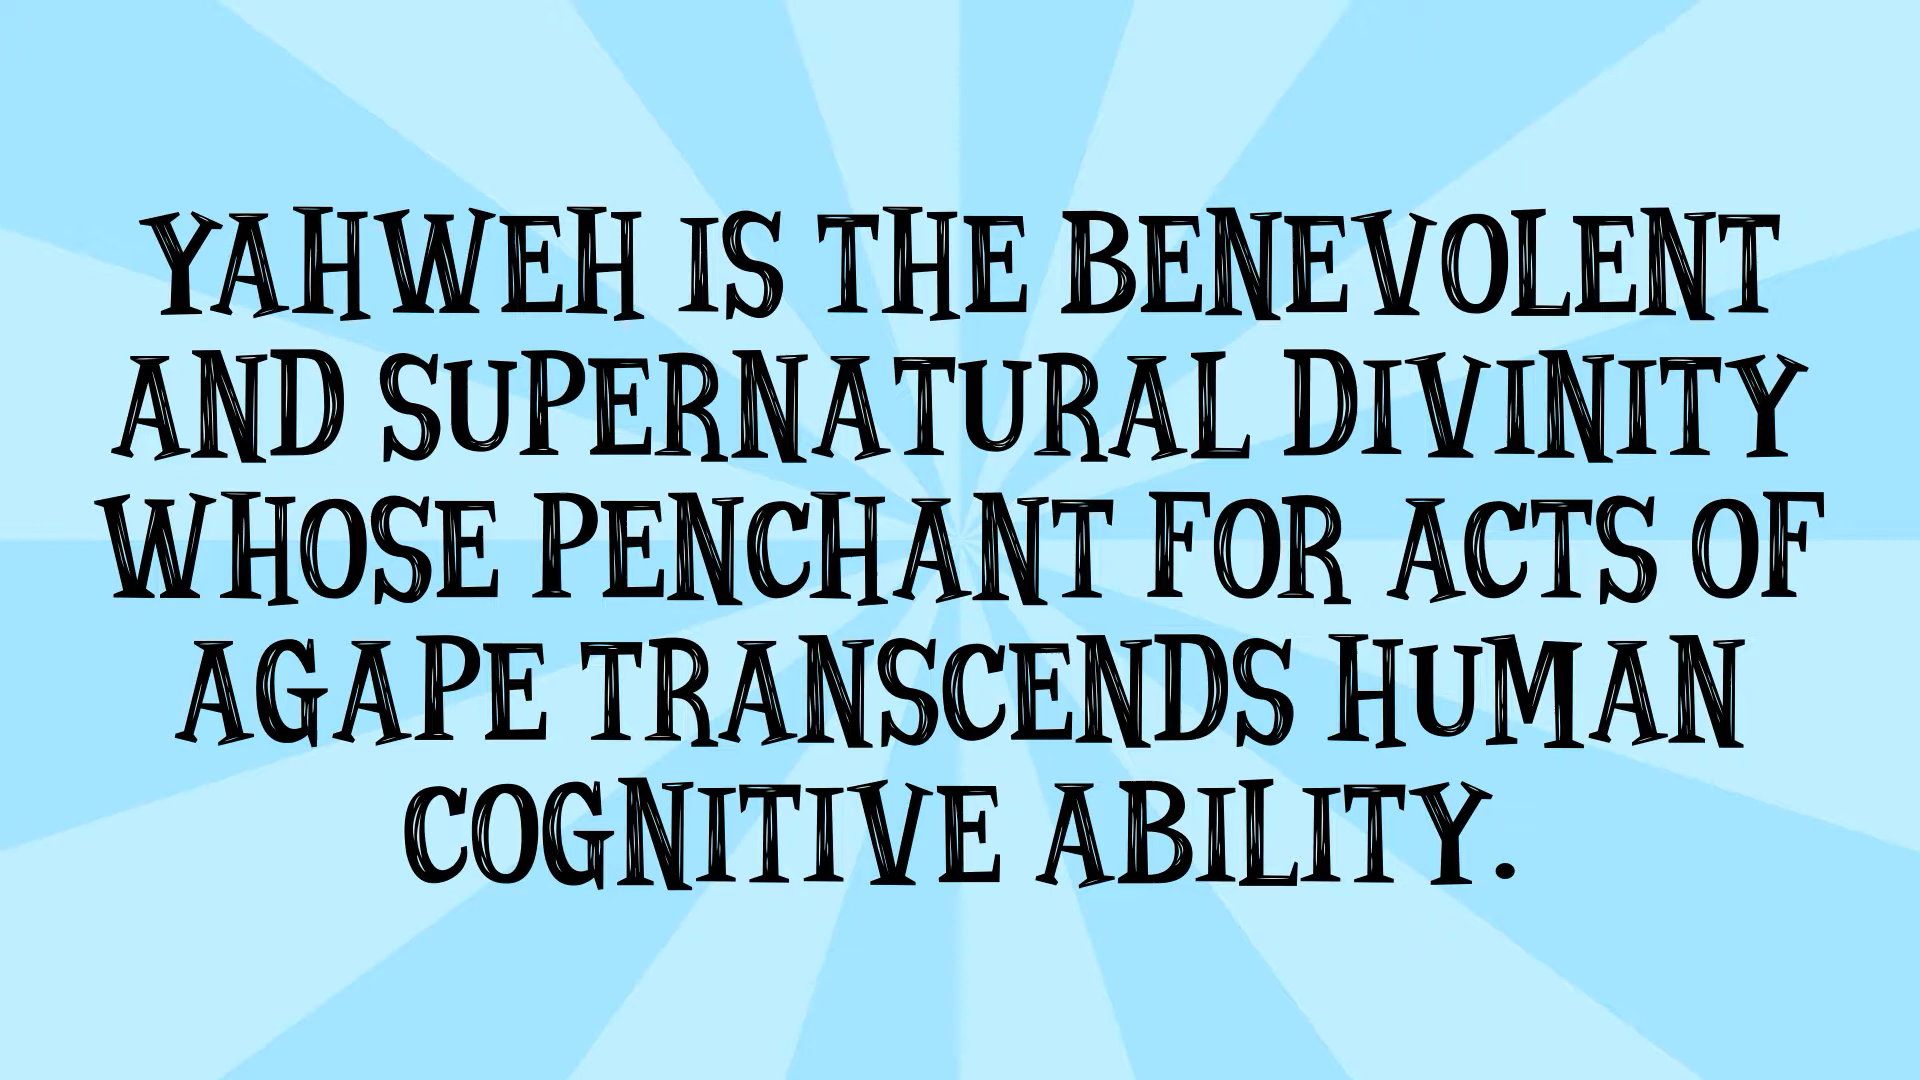 YAHWEH IS THE BENEVOLENT
AND SUPERNATURAL DIVINITY
WHOSE PENCHANT FOR ACTS OF
AGAPE TRANSCENDS HUMAN
COGNITIVE ABILITY.